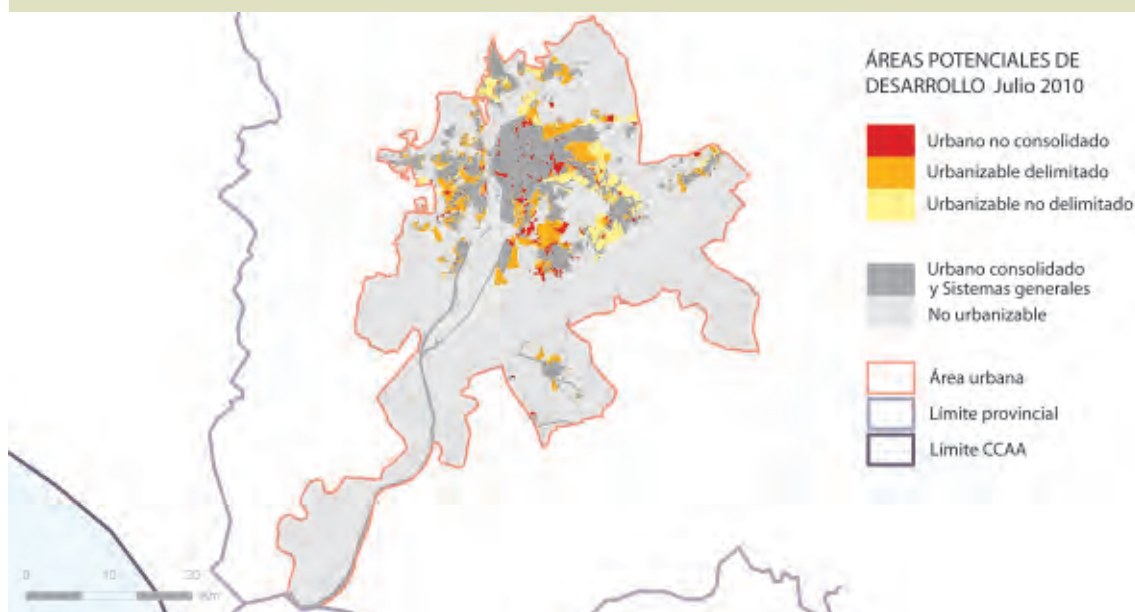 ÁREAS POTENCIALES DE
DESARROLLO Julio 2010
Urbano no consolidado
Urbanizable delimitado
Urbanizable no delimitado
Urbano consolidado
y Sistemas generales
No urbanizable
Área urbana
Límite provincial
Límite CCAA
0 10 20
Km